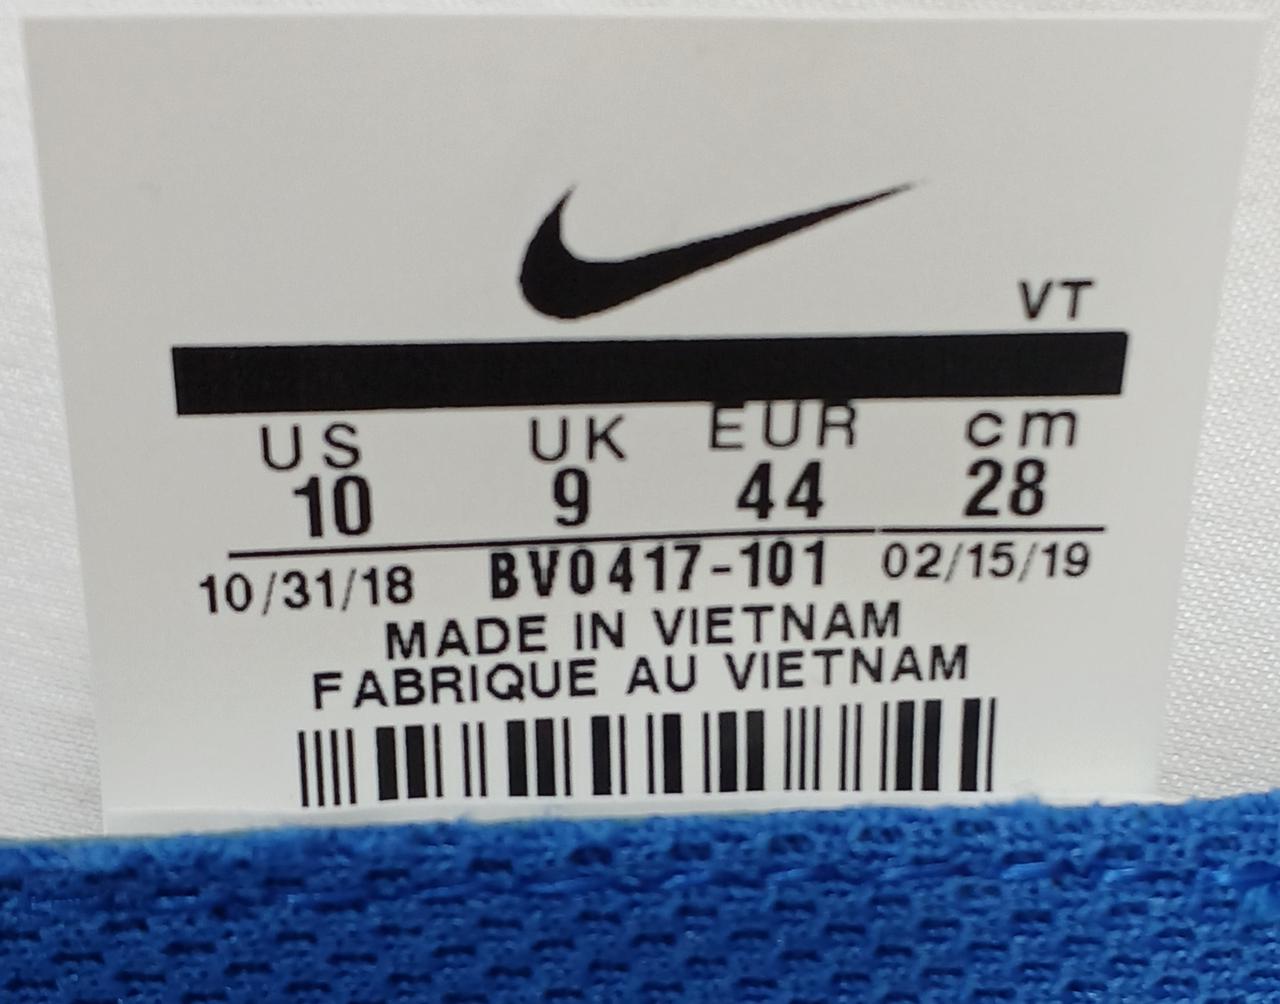 VT
US UK EUR cm
10 9 44 28
10/31/18 BV0417-101 02/15/19
MADE IN VIETNAM
FABRIQUE AU VIETNAM